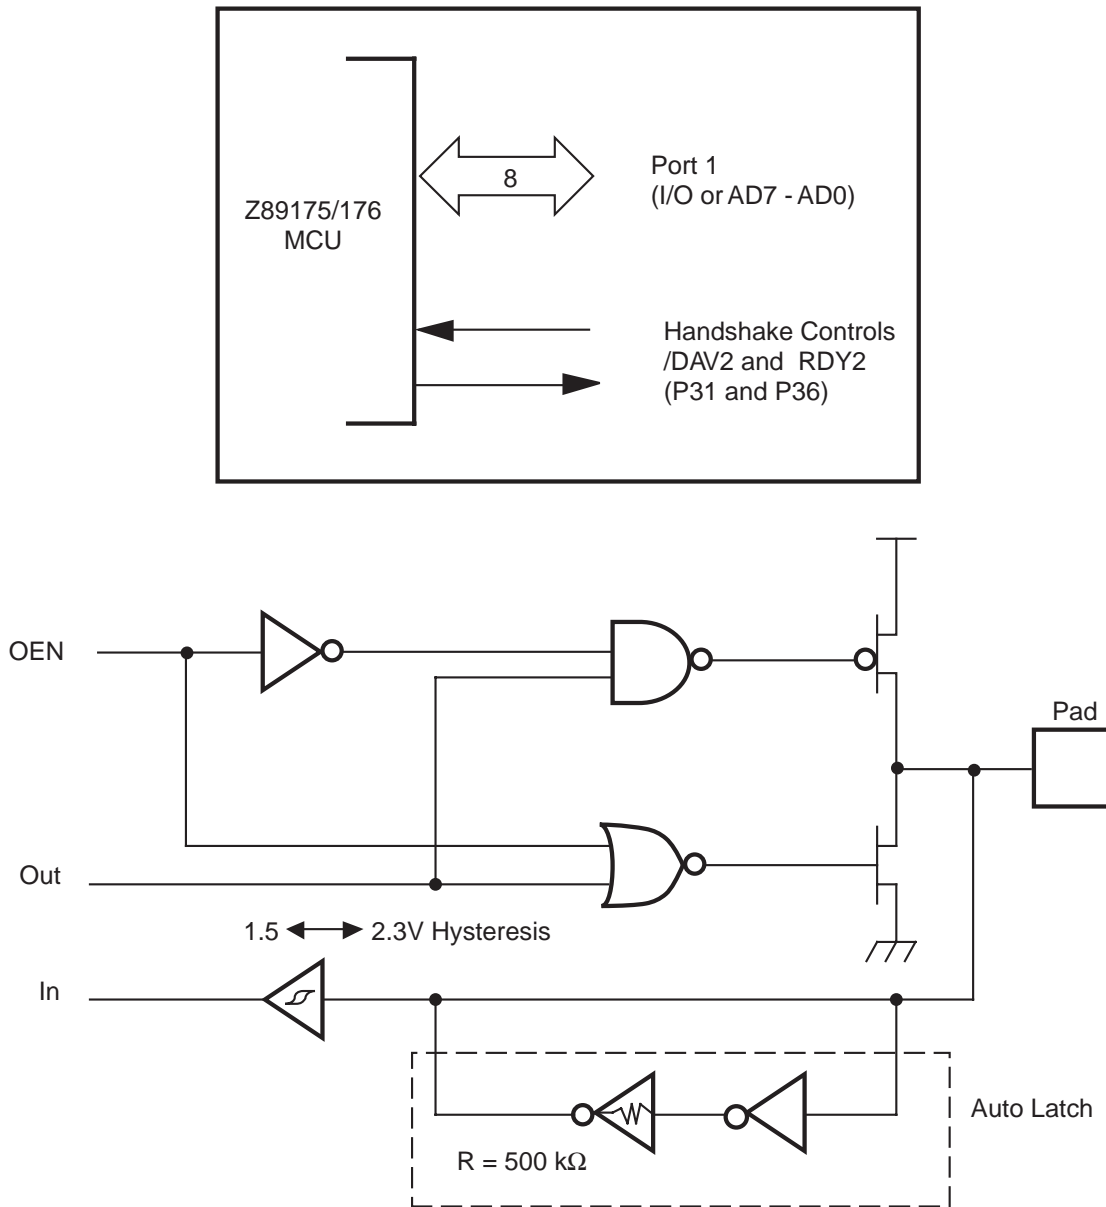 Z89175/176
MCU
8
Port 1
(I/O or AD7 - AD0)
Handshake Controls
/DAV2 and RDY2
(P31 and P36)
OEN
Pad
Out
1.5 2.3V Hysteresis
In
Auto Latch
R = 500 kΩ